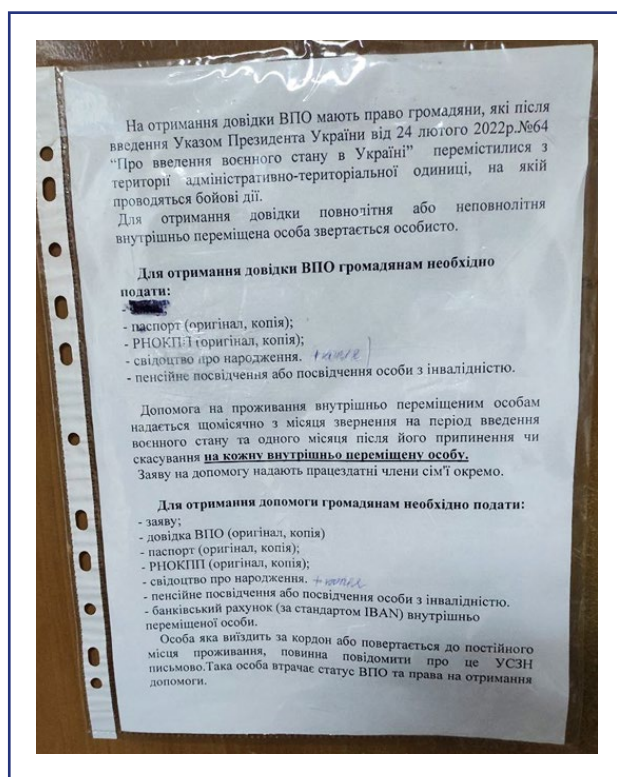 На отримання довідки ВПО мають право громадяни, які після
введення Указом Президента України від 24 лютого 2022р.№64
“Про введення воєнного стану в Україні” перемістилися з
території адміністративно-територіальної одиниці, на якій
проводяться бойові дії.
Для отримання довідки повнолітня або неповнолітня
внутрішньо переміщена особа звертається особисто.
Для отримання довідки ВПО громадянам необхідно
подати:
-
- паспорт (оригінал, копія);
- РНОКПП (оригінал, копія);
- свідоцтво про народження. + копія
- пенсійне посвідчення або посвідчення особи з інвалідністю.
Допомога на проживання внутрішньо переміщеним особам
надається щомісячно з місяця звернення на період введення
воєнного стану та одного місяця після його припинення чи
скасування на кожну внутрішньо переміщену особу.
Заяву на допомогу надають працездатні члени сім'ї окремо.
Для отримання допомоги громадянам необхідно подати:
- заяву;
- довідка ВПО (оригінал, копія)
- паспорт (оригінал, копія);
- РНОКПП (оригінал, копія);
- свідоцтво про народження. + копія
- пенсійне посвідчення або посвідчення особи з інвалідністю.
- банківський рахунок (за стандартом IBAN) внутрішньо
переміщеної особи.
Особа яка виїздить за кордон або повертається до постійного
місця проживання, повинна повідомити про це УСЗН
письмово.Така особа втрачає статус ВПО та права на отримання
допомоги.